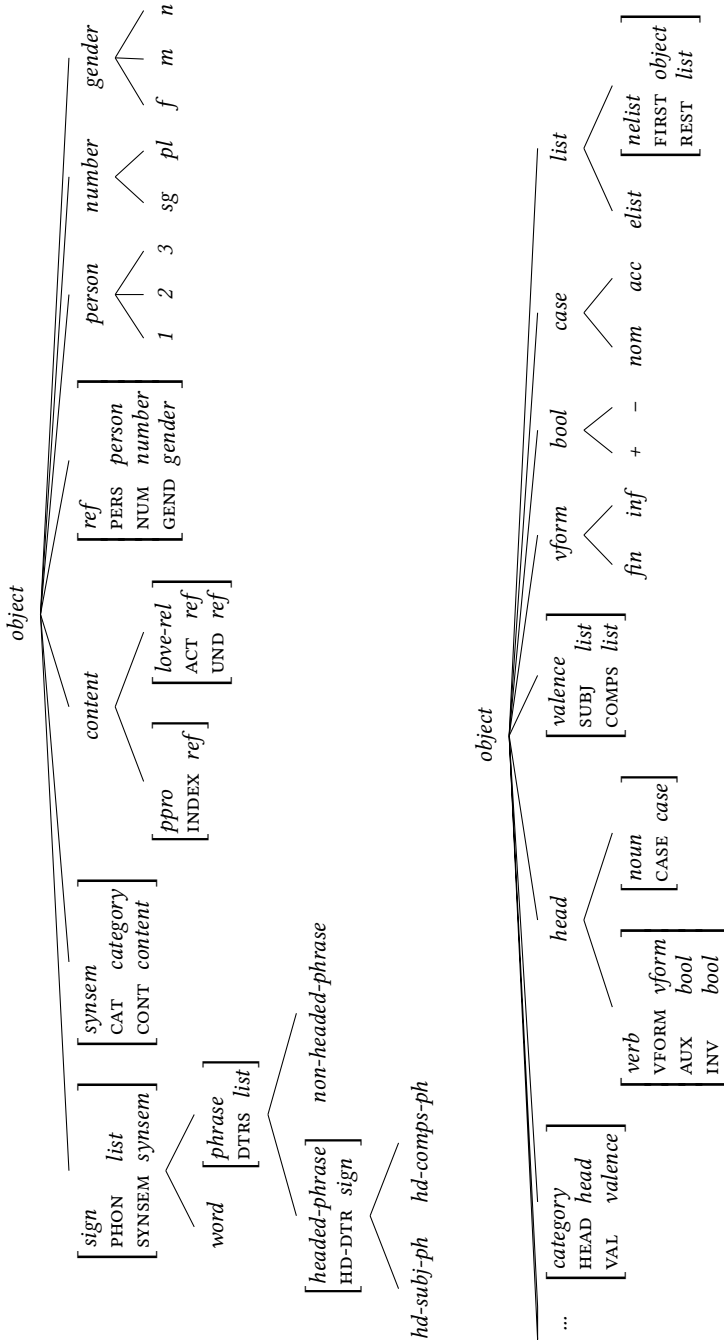 object
sign
PHON list
SYNSEM synsem
synsem
CAT category
CONT content
content
ref
PERS person
NUM number
GEND gender
person
number
gender
word
phrase
DTRS list
ppro
INDEX ref
love-rel
ACT ref
UND ref
1
2
3
sg
pl
f
m
n
headed-phrase
HD-DTR sign
non-headed-phrase
hd-subj-ph
hd-comps-ph
object
...
category
HEAD head
VAL valence
head
valence
SUBJ list
COMPS list
vform
bool
case
list
verb
VFORM vform
AUX bool
INV bool
noun
CASE case
fin
inf
+
–
nom
acc
elist
nelist
FIRST object
REST list